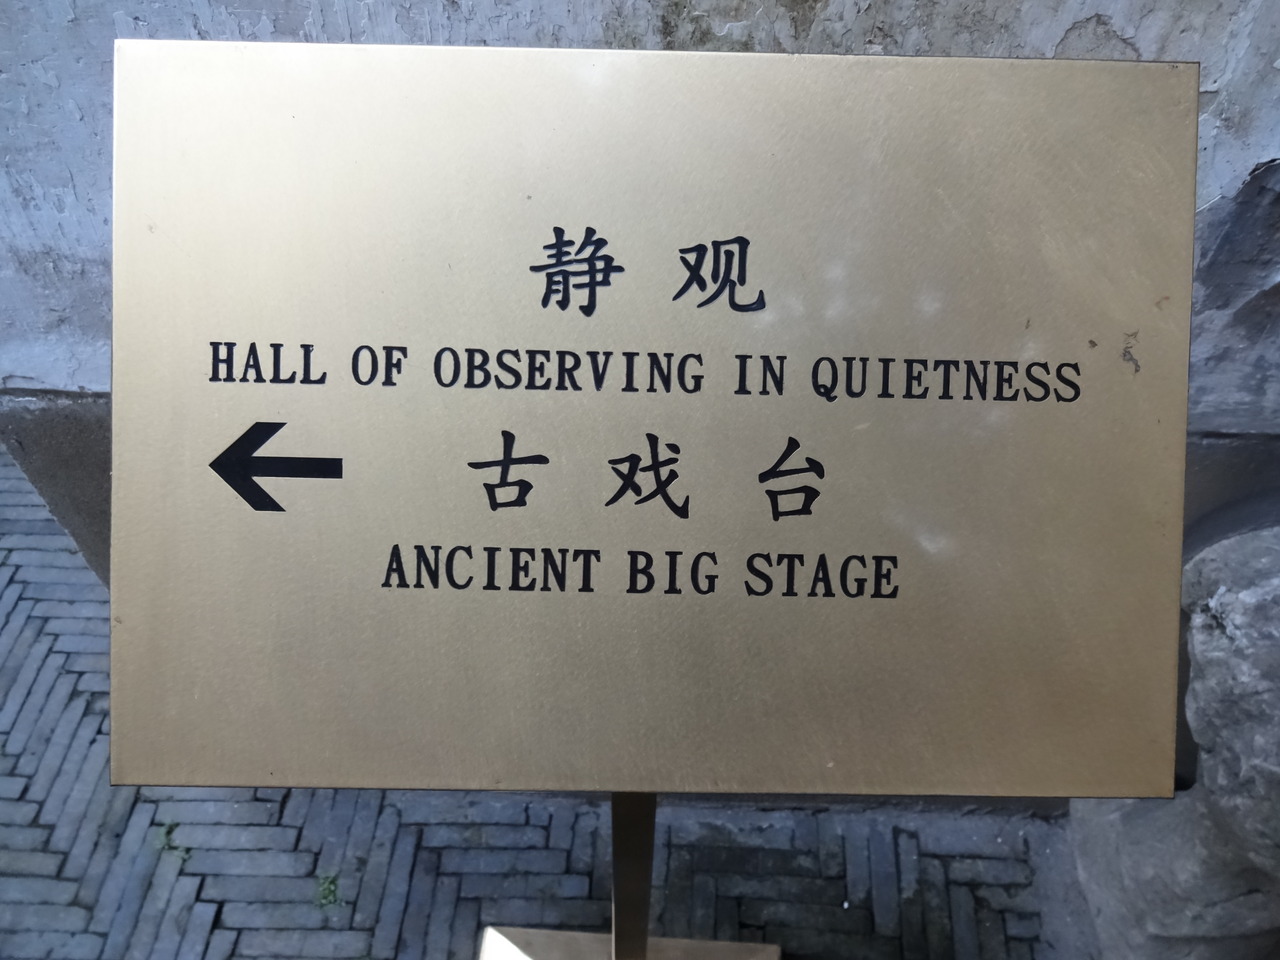 静观
HALL OF OBSERVING IN QUIETNESS
古戏台
ANCIENT BIG STAGE